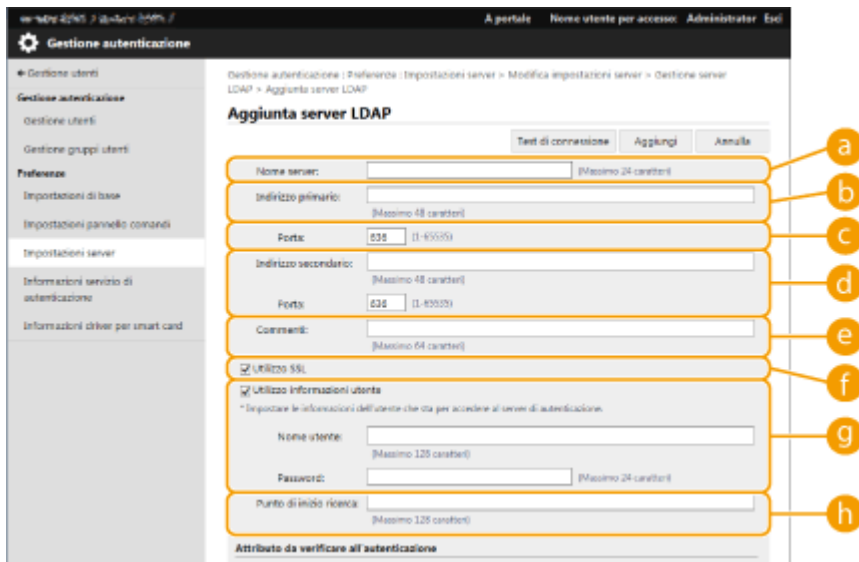 A portale Nome utente per accesso: Administrator Esci
Gestione autenticazione
Gestione utenti
Gestione autenticazione
Gestione utenti
Gestione gruppi utenti
Preferenze
Impostazioni di base
Impostazioni pannello comandi
Impostazioni server
Informazioni servizio di
autenticazione
Informazioni driver per smart card
Gestione autenticazione : Preferenze : Impostazioni server > Modifica impostazioni server > Gestione server
LDAP > Aggiunta server LDAP
Aggiunta server LDAP
Test di connessione Aggiungi Annulla
Nome server: (Massimo 24 caratteri) a
Indirizzo primario: b
(Massimo 48 caratteri)
Porta: 636 (1-65535) c
Indirizzo secondario: d
(Massimo 48 caratteri)
Porta: 636 (1-65535)
Commenti: e
(Massimo 64 caratteri)
Utilizzo SSL f
Utilizzo informazioni utente g
* Impostare le informazioni dell'utente che sta per accedere al server di autenticazione.
Nome utente:
(Massimo 128 caratteri)
Password: (Massimo 24 caratteri)
Punto di inizio ricerca: h
(Massimo 128 caratteri)
Attributo da verificare all'autenticazione